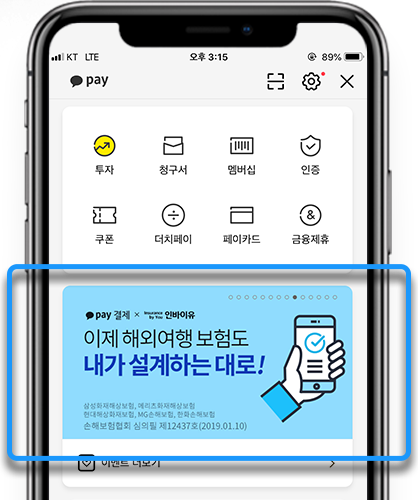 KT LTE 오후 3:15 89%
pay
투자 청구서 멤버십 인증
쿠폰 더치페이 페이카드 금융제휴
&
pay 결제 × Insurance by You 인바이유
이제 해외여행 보험도
내가 설계하는 대로!
삼성화재해상보험, 메리츠화재해상보험
현대해상화재보험, MG손해보험, 한화손해보험
손해보험협회 심의필 제12437호(2019.01.10)
이벤트 더보기